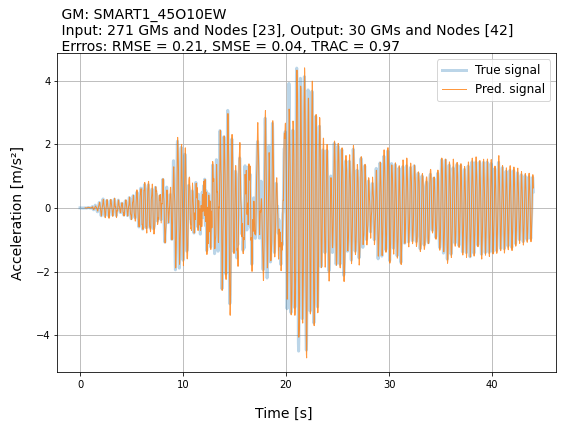 GM: SMART1_45O10EW
Input: 271 GMs and Nodes [23], Output: 30 GMs and Nodes [42]
Errros: RMSE = 0.21, SMSE = 0.04, TRAC = 0.97
True signal
Pred. signal
Acceleration [m/s²]
4
2
0
−2
−4
0 10 20 30 40
Time [s]